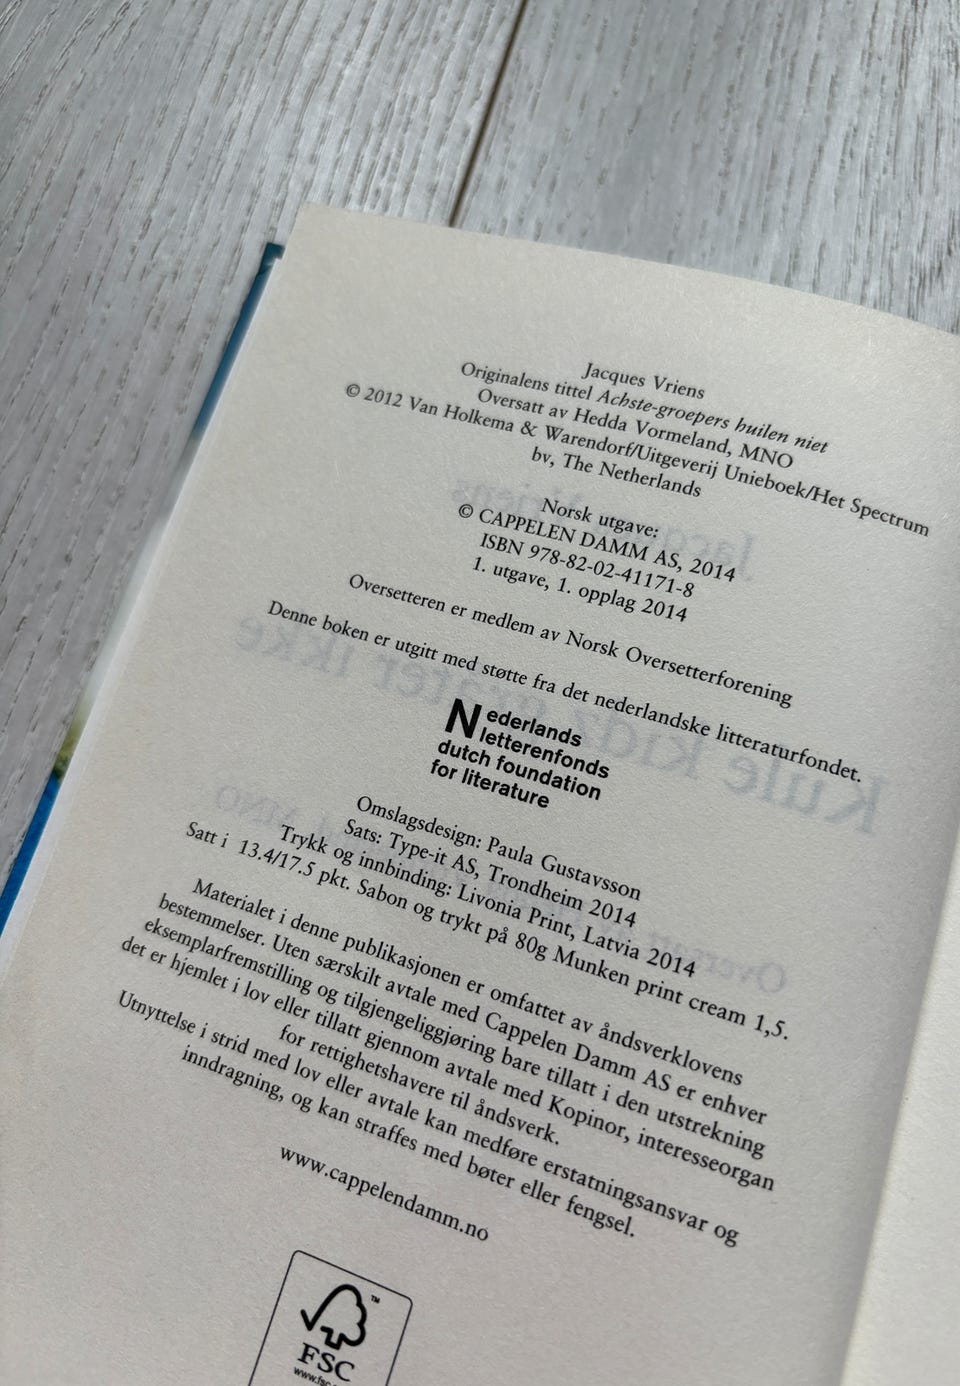 Jacques Vriens
Originalens tittel Achste-groepers huilen niet
Oversatt av Hedda Vormeland, MNO
© 2012 Van Holkema & Warendorf/Uitgeverij Unieboek/Het Spectrum
bv, The Netherlands
Norsk utgave:
© CAPPELEN DAMM AS, 2014
ISBN 978-82-02-41171-8
1. utgave, 1. opplag 2014
Oversetteren er medlem av Norsk Oversetterforening
Denne boken er utgitt med støtte fra det nederlandske litteraturfondet.
Nederlands
letterenfonds
dutch foundation
for literature
Omslagsdesign: Paula Gustavsson
Sats: Type-it AS, Trondheim 2014
Trykk og innbinding: Livonia Print, Latvia 2014
Satt i 13.4/17.5 pkt. Sabon og trykt på 80g Munken print cream 1,5.
Materialet i denne publikasjonen er omfattet av åndsverklovens
bestemmelser. Uten særskilt avtale med Cappelen Damm AS er enhver
eksemplarfremstilling og tilgjengeliggjøring bare tillatt i den utstrekning
det er hjemlet i lov eller tillatt gjennom avtale med Kopinor, interesseorgan
for rettighetshavere til åndsverk.
Utnyttelse i strid med lov eller avtale kan medføre erstatningsansvar og
inndragning, og kan straffes med bøter eller fengsel.
www.cappelendamm.no
™
FSC